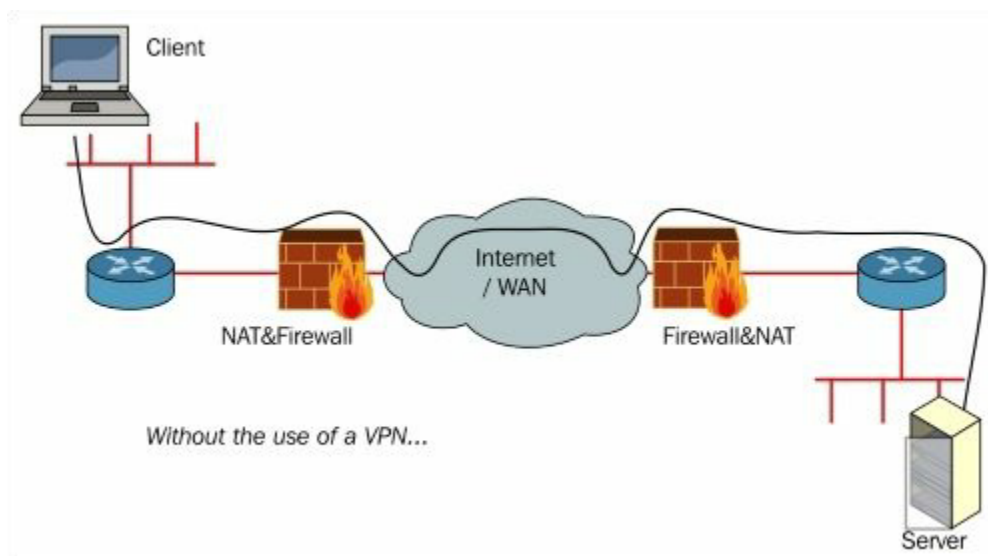 Client
Internet
/ WAN
NAT&Firewall
Firewall&NAT
Without the use of a VPN...
Server